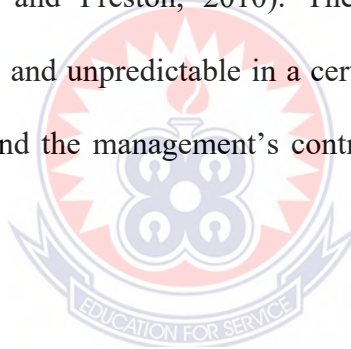 and Preston, 2010). The
and unpredictable in a cer
nd the management's contr
EDUCATION FOR SERVICE